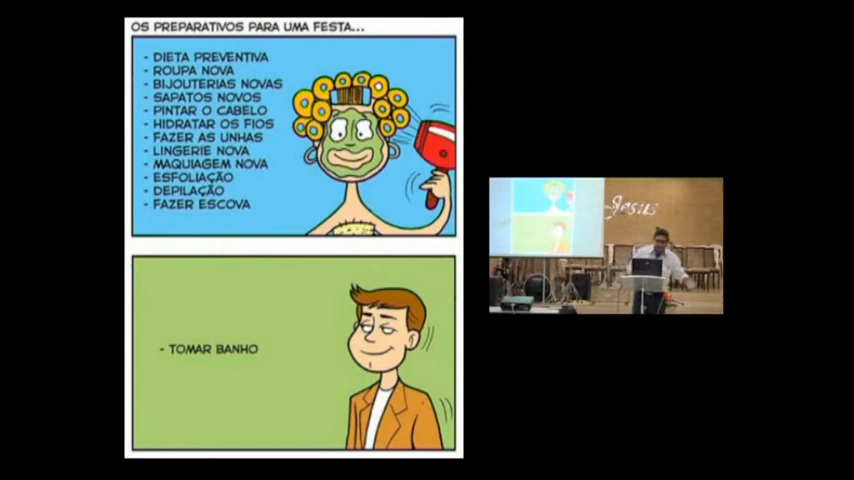 OS PREPARATIVOS PARA UMA FESTA...
- DIETA PREVENTIVA
- ROUPA NOVA
- BIJOUTERIAS NOVAS
- SAPATOS NOVOS
- PINTAR O CABELO
- HIDRATAR OS FIOS
- FAZER AS UNHAS
- LINGERIE NOVA
- MAQUIAGEM NOVA
- ESFOLIAÇÃO
- DEPILAÇÃO
- FAZER ESCOVA
- TOMAR BANHO
Jesus